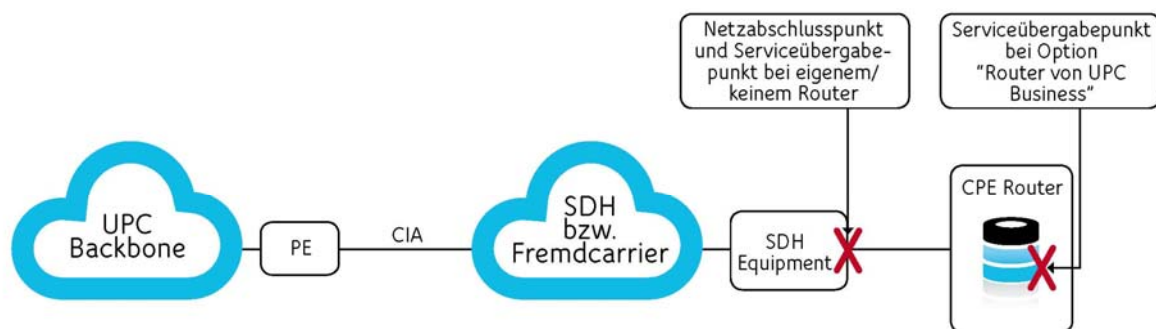 Netzabschlusspunkt
und Serviceübergabe-
punkt bei eigenem/
keinem Router
Serviceübergabepunkt
bei Option
"Router von UPC
Business"
UPC
Backbone
PE
CIA
SDH
bzw.
Fremdcarrier
SDH
Equipment
CPE Router